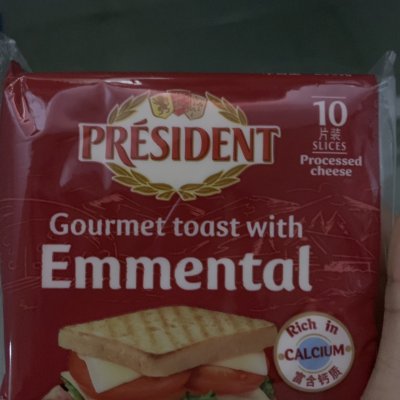 PRÉSIDENT
10
片装
SLICES
Processed
cheese
Gourmet toast with
Emmental
Rich in
CALCIUM
富含钙质